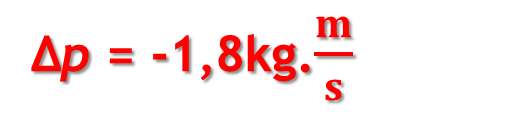 Δp = -1,8kg.m/s